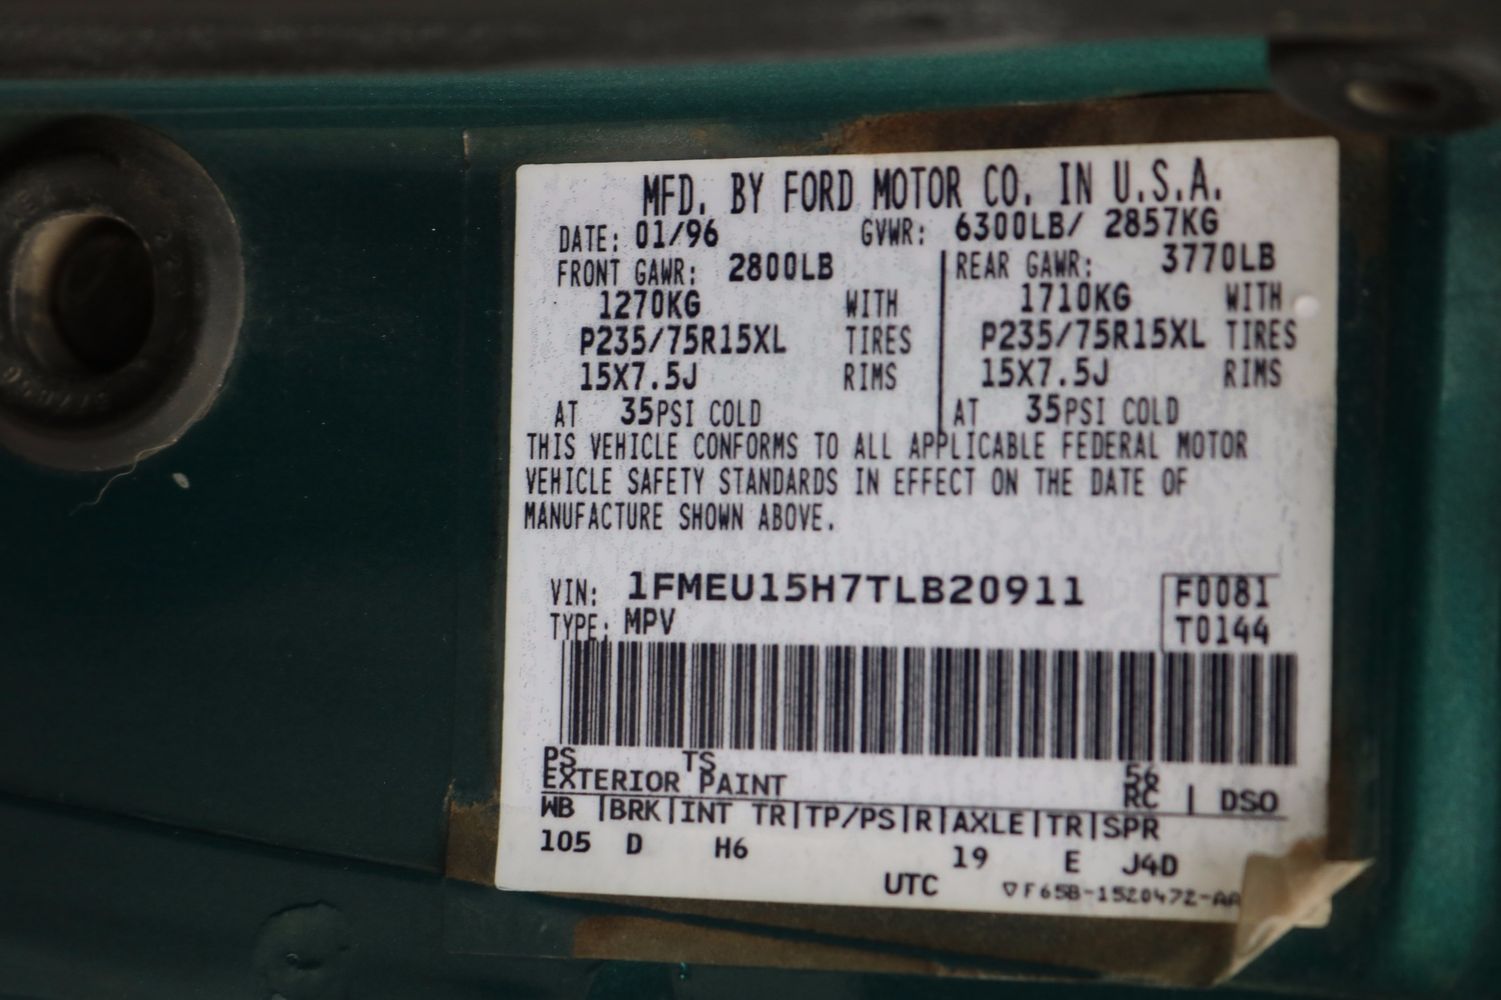 MFD. BY FORD MOTOR CO. IN U.S.A.
DATE: 01/96 GVWR: 6300LB/ 2857KG
FRONT GAWR: 2800LB REAR GAWR: 3770LB
1270KG WITH 1710KG WITH
P235/75R15XL TIRES P235/75R15XL TIRES
15X7.5J RIMS 15X7.5J RIMS
AT 35PSI COLD AT 35PSI COLD
THIS VEHICLE CONFORMS TO ALL APPLICABLE FEDERAL MOTOR
VEHICLE SAFETY STANDARDS IN EFFECT ON THE DATE OF
MANUFACTURE SHOWN ABOVE.
VIN: 1FMEU15H7TLB20911 F0081
TYPE: MPV T0144
PS TS 56
EXTERIOR PAINT RC | DSO
WB |BRK|INT TR|TP/PS|R|AXLE|TR|SPR
105 D H6 19 E J4D
UTC ▽F65B-1520472-AA